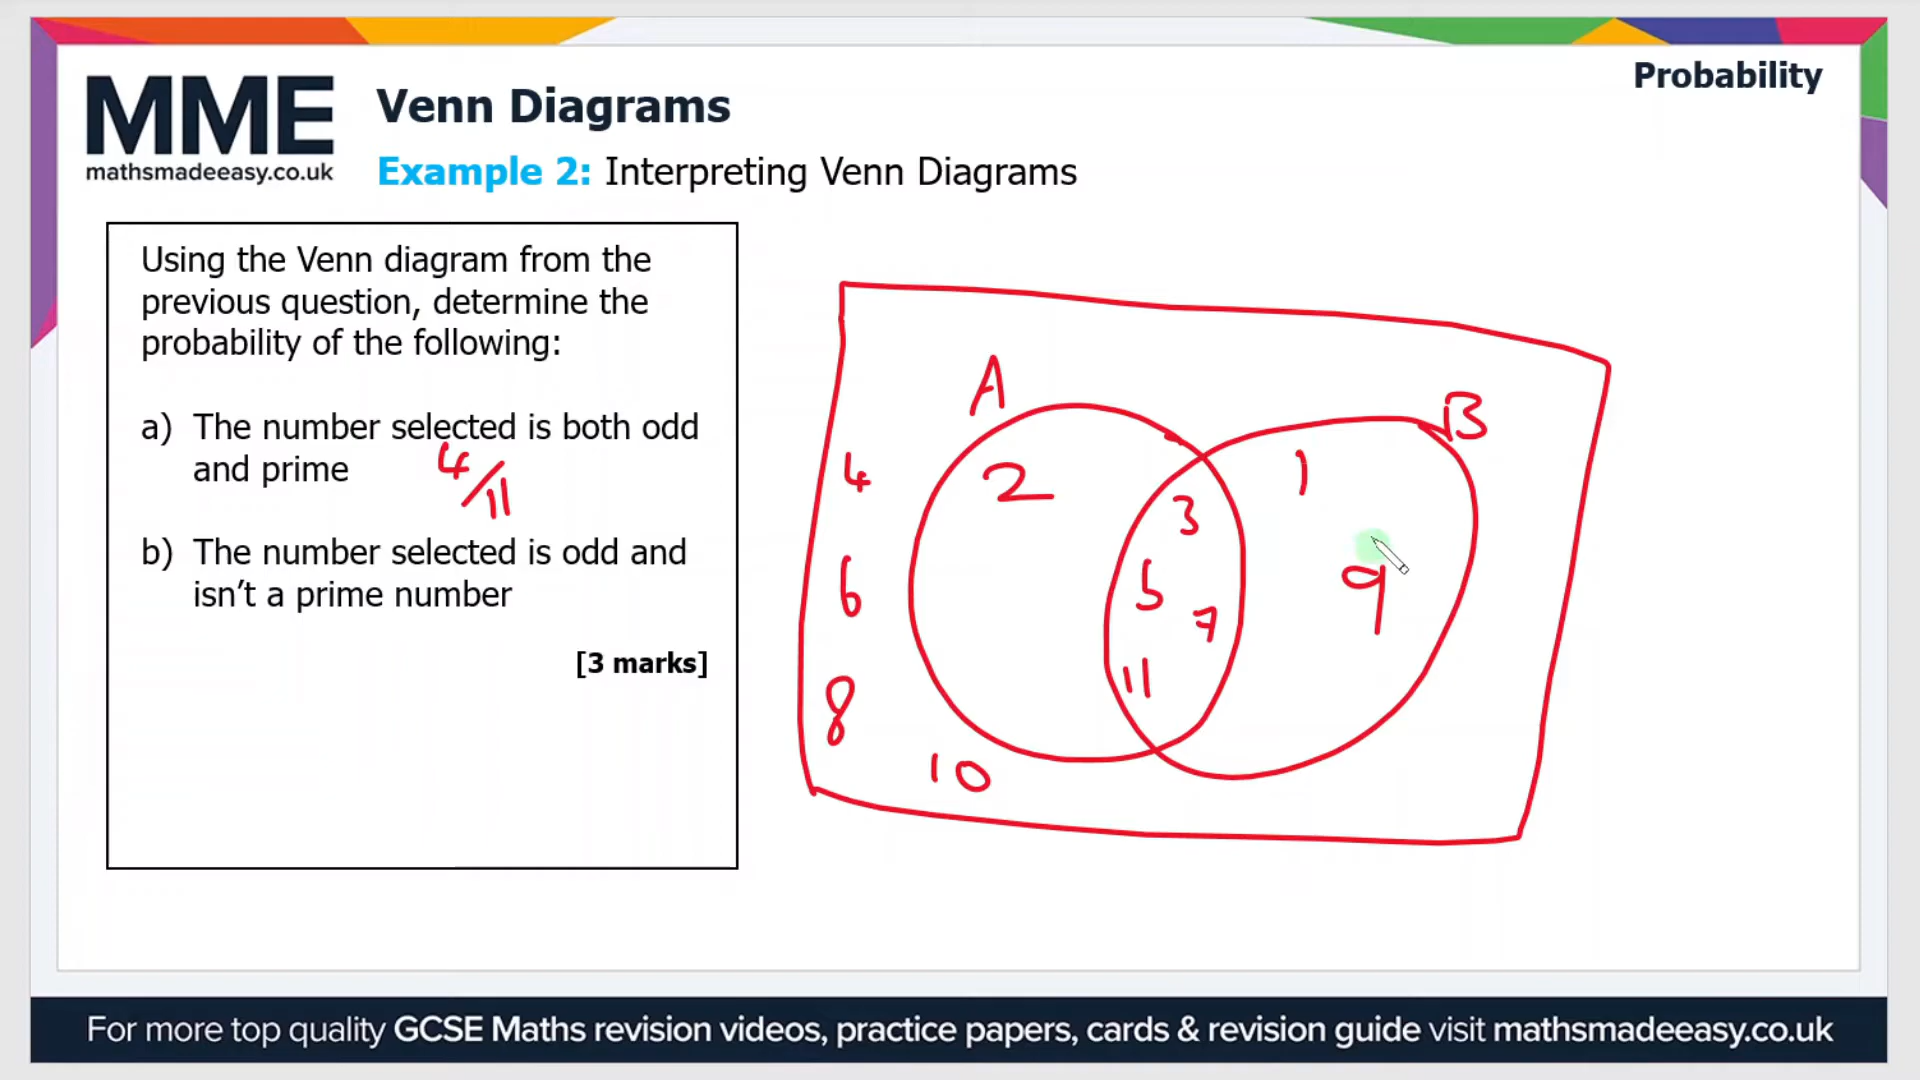 Probability
MME
mathsmadeeasy.co.uk
Venn Diagrams
Example 2: Interpreting Venn Diagrams
Using the Venn diagram from the
previous question, determine the
probability of the following:
a) The number selected is both odd
and prime
4/11
b) The number selected is odd and
isn't a prime number
[3 marks]
A
B
4
2
1
3
6
5
9
7
8
11
10
For more top quality GCSE Maths revision videos, practice papers, cards & revision guide visit mathsmadeeasy.co.uk